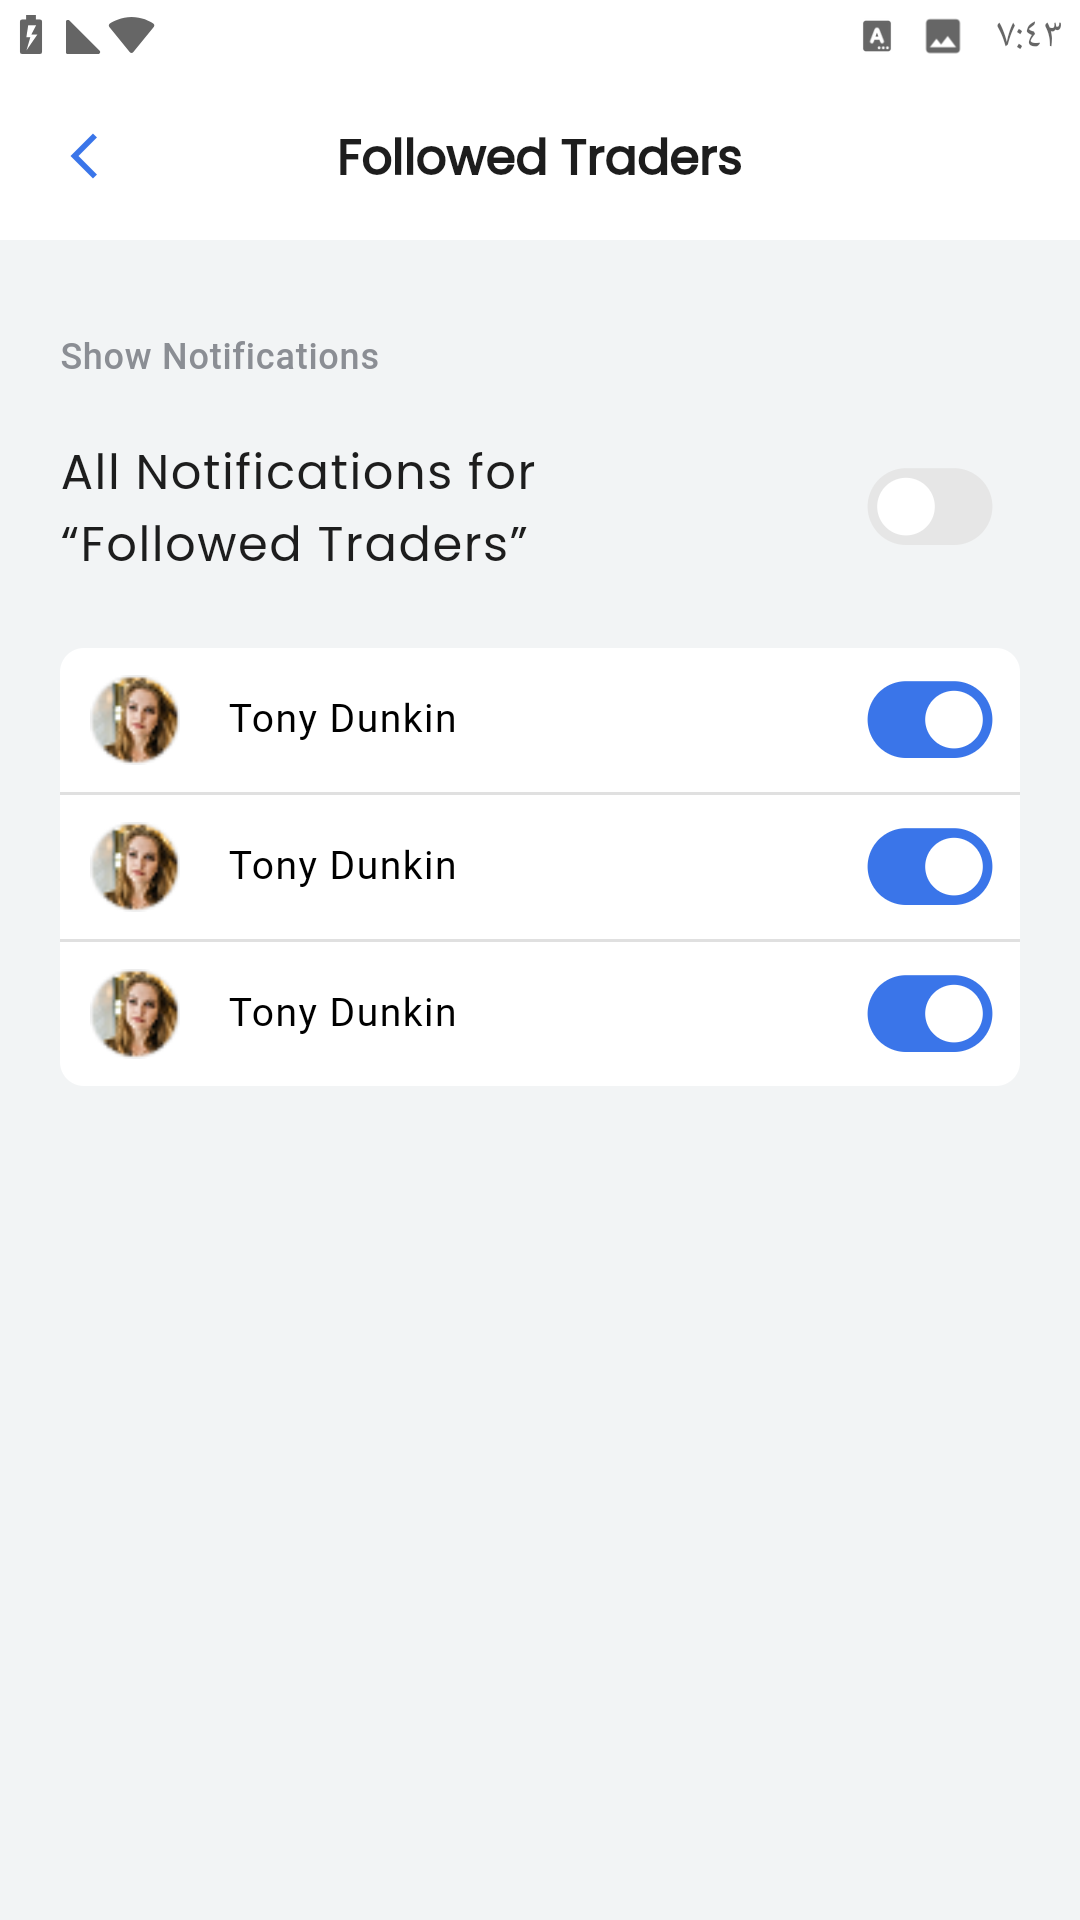 ٧:٤٣
Followed Traders
Show Notifications
All Notifications for
“Followed Traders”
Tony Dunkin
Tony Dunkin
Tony Dunkin